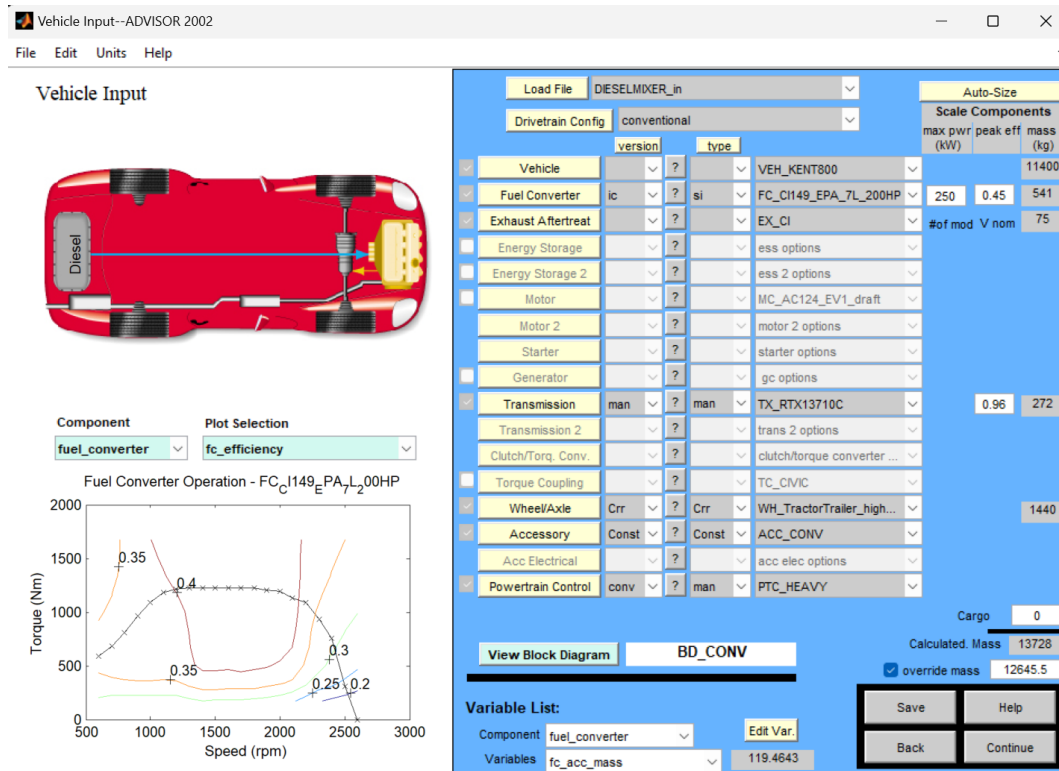 Vehicle Input--ADVISOR 2002
File Edit Units Help
Vehicle Input
Diesel
Component Plot Selection
fuel_converter fc_efficiency
Fuel Converter Operation - FC_CI149_EPA_7L_200HP
2000
1500
1000
500
0
0.35
0.4
0.35
0.3
0.25 0.2
Torque (Nm)
500 1000 1500 2000 2500 3000
Speed (rpm)
Load File DIESELMIXER_in
Drivetrain Config conventional
Auto-Size
Scale Components
version type
max pwr (kW) peak eff mass (kg)
Vehicle ? VEH_KENT800 11400
Fuel Converter ic ? si FC_CI149_EPA_7L_200HP 250 0.45 541
Exhaust Aftertreat ? EX_CI #of mod V nom 75
Energy Storage ? ess options
Energy Storage 2 ? ess 2 options
Motor ? MC_AC124_EV1_draft
Motor 2 ? motor 2 options
Starter ? starter options
Generator ? gc options
Transmission man ? man TX_RTX13710C 0.96 272
Transmission 2 ? trans 2 options
Clutch/Torq. Conv. ? clutch/torque converter ...
Torque Coupling ? TC_CIVIC
Wheel/Axle Crr ? Crr WH_TractorTrailer_high... 1440
Accessory Const ? Const ACC_CONV
Acc Electrical ? acc elec options
Powertrain Control conv ? man PTC_HEAVY
Cargo 0
Calculated. Mass 13728
View Block Diagram BD_CONV
override mass 12645.5
Variable List:
Save Help
Component fuel_converter Edit Var.
Back Continue
Variables fc_acc_mass 119.4643